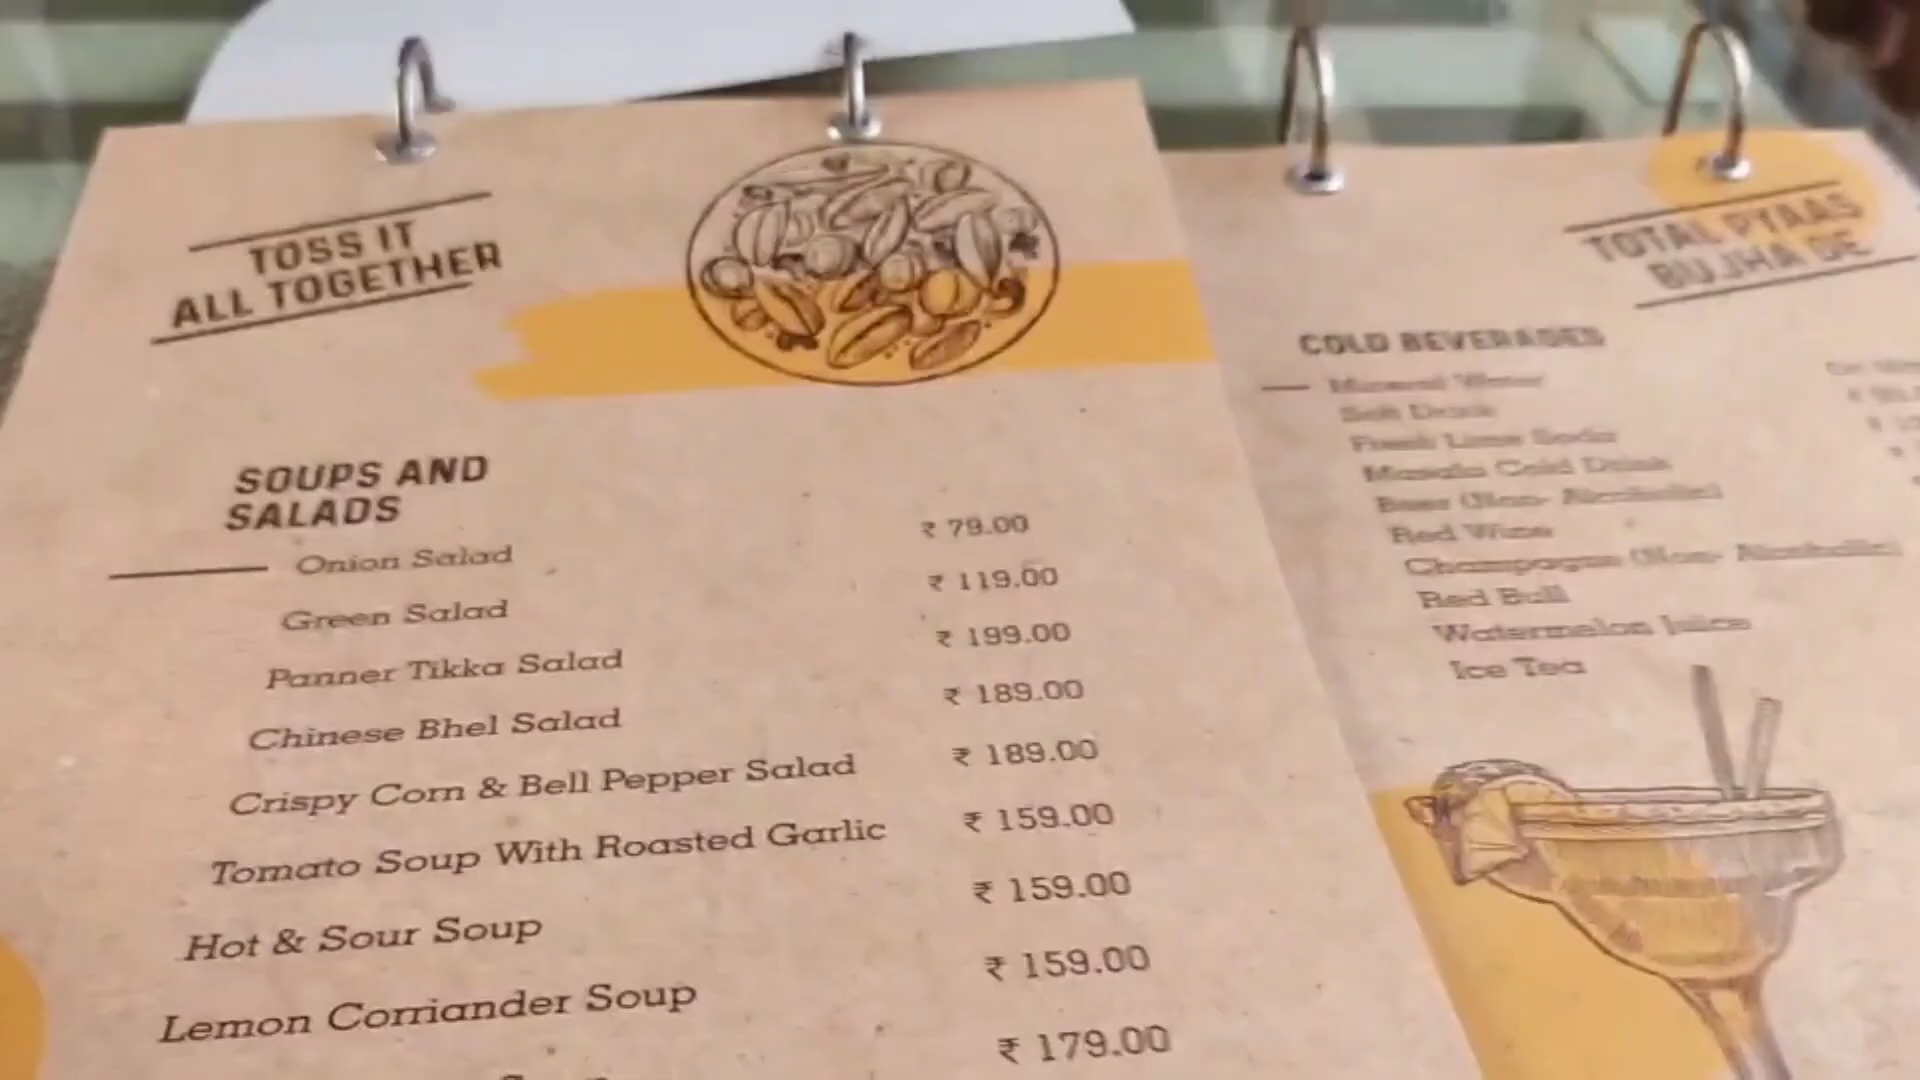 TOSS IT
ALL TOGETHER
SOUPS AND
SALADS
Onion Salad ₹ 79.00
Green Salad ₹ 119.00
Panner Tikka Salad ₹ 199.00
Chinese Bhel Salad ₹ 189.00
Crispy Corn & Bell Pepper Salad ₹ 189.00
Tomato Soup With Roasted Garlic ₹ 159.00
Hot & Sour Soup ₹ 159.00
Lemon Corriander Soup ₹ 159.00
₹ 179.00
TOTAL PYAAS
BUJHA DE
COLD BEVERAGES
Mineral Water
Soft Drink
Fresh Lime Soda
Masala Cold Drink
Beer (Non- Alcoholic)
Red Wine
Champagne (Non- Alcoholic)
Red Bull
Watermelon Juice
Ice Tea